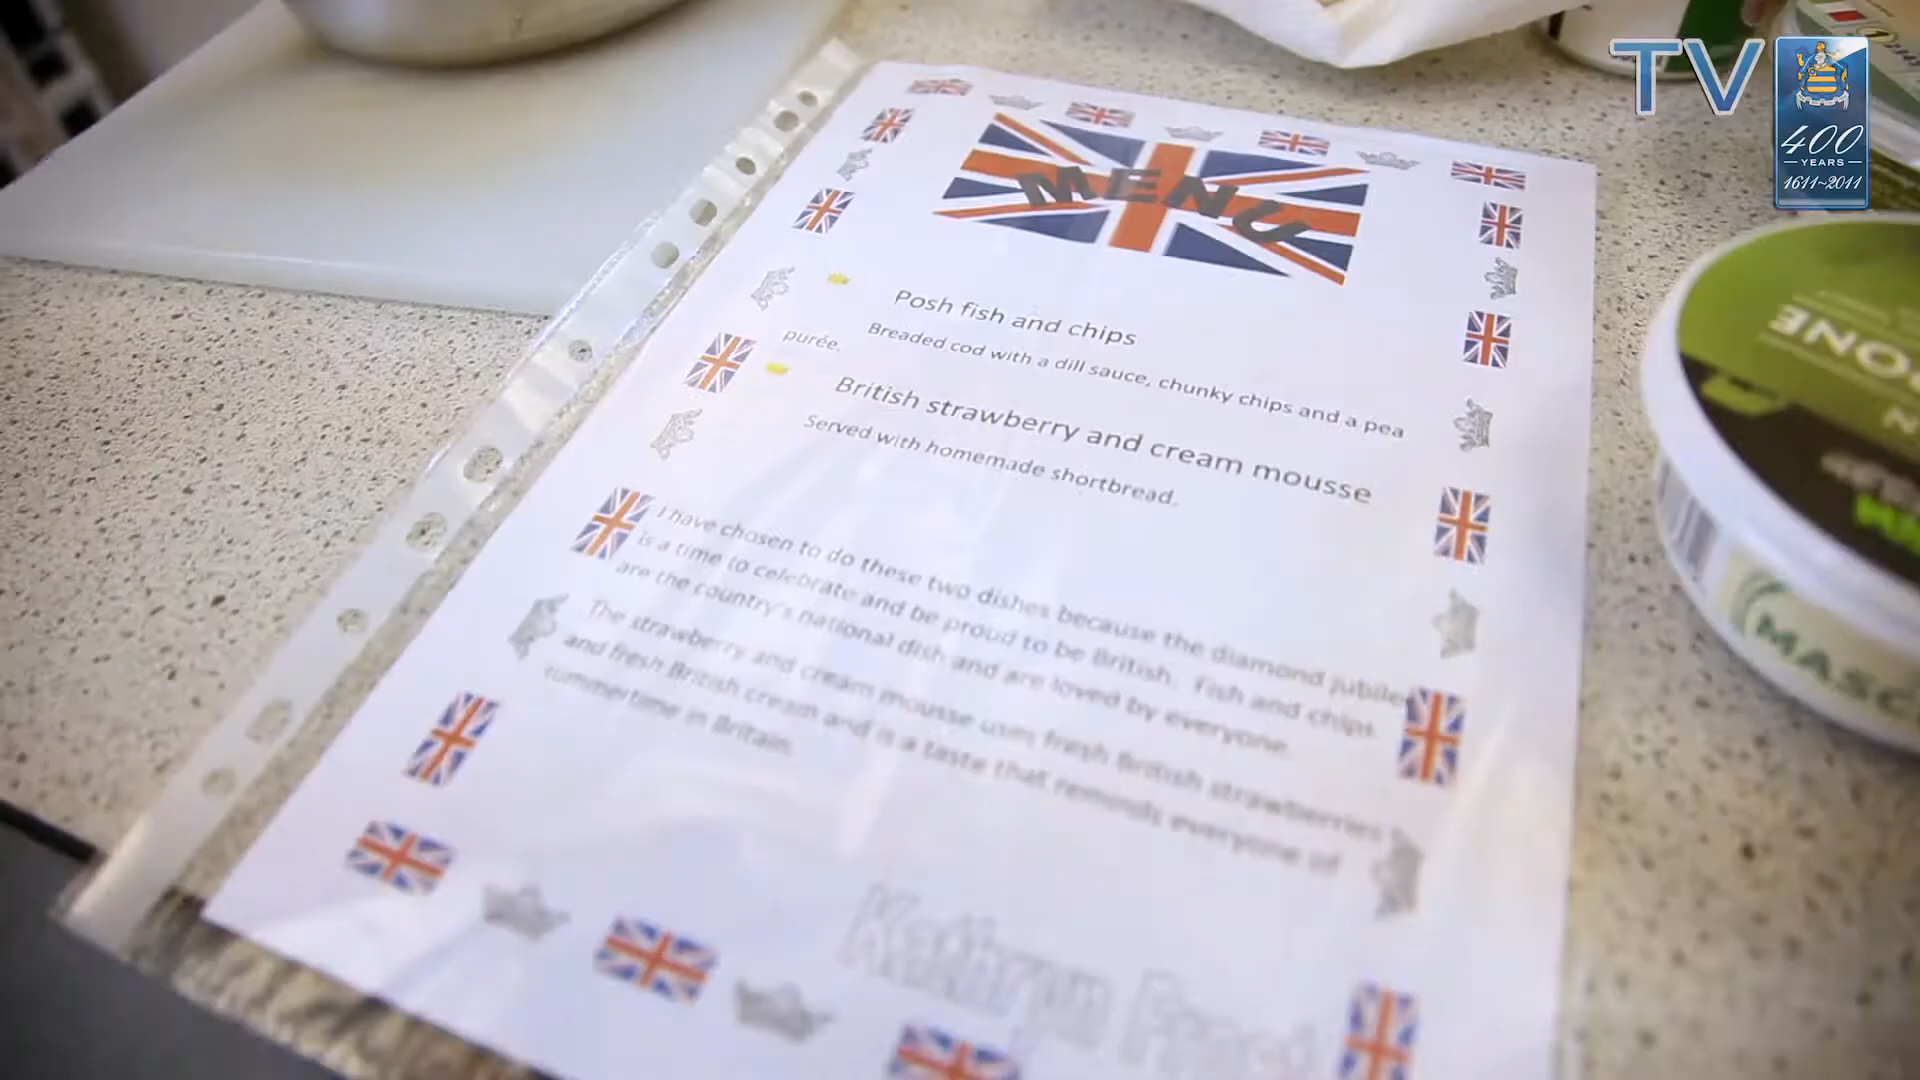 TV
400
YEARS
1611~2011
MENU
Posh fish and chips
Breaded cod with a dill sauce, chunky chips and a pea
purée.
British strawberry and cream mousse
Served with homemade shortbread.
I have chosen to do these two dishes because the diamond jubilee
is a time to celebrate and be proud to be British. Fish and chips
are the country's national dish and are loved by everyone.
The strawberry and cream mousse uses fresh British strawberries
and fresh British cream and is a taste that reminds everyone of
summertime in Britain.
Kathryn
MASC